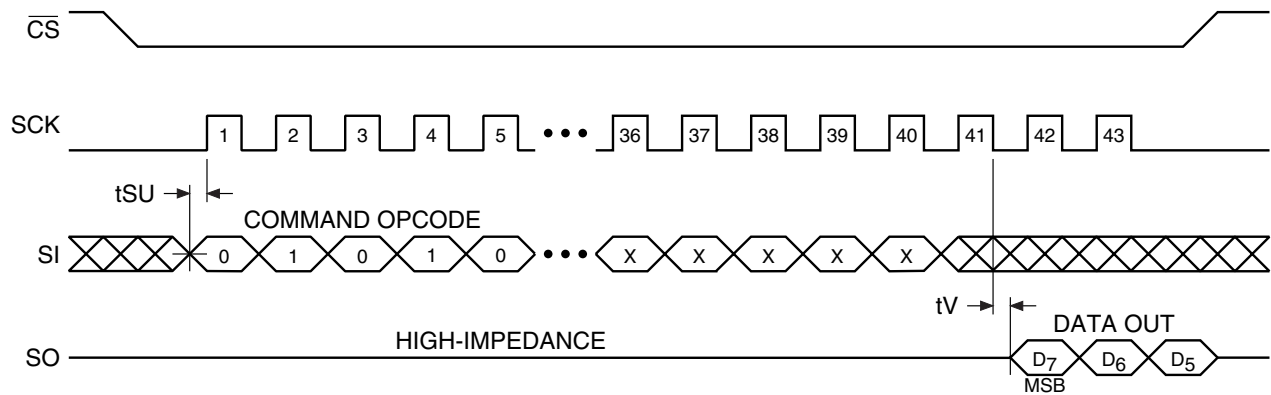 CS
SCK
1 2 3 4 5 ••• 36 37 38 39 40 41 42 43
tSU
COMMAND OPCODE
SI
0 1 0 1 0 ••• X X X X X
tV
HIGH-IMPEDANCE
DATA OUT
SO
D7 D6 D5
MSB